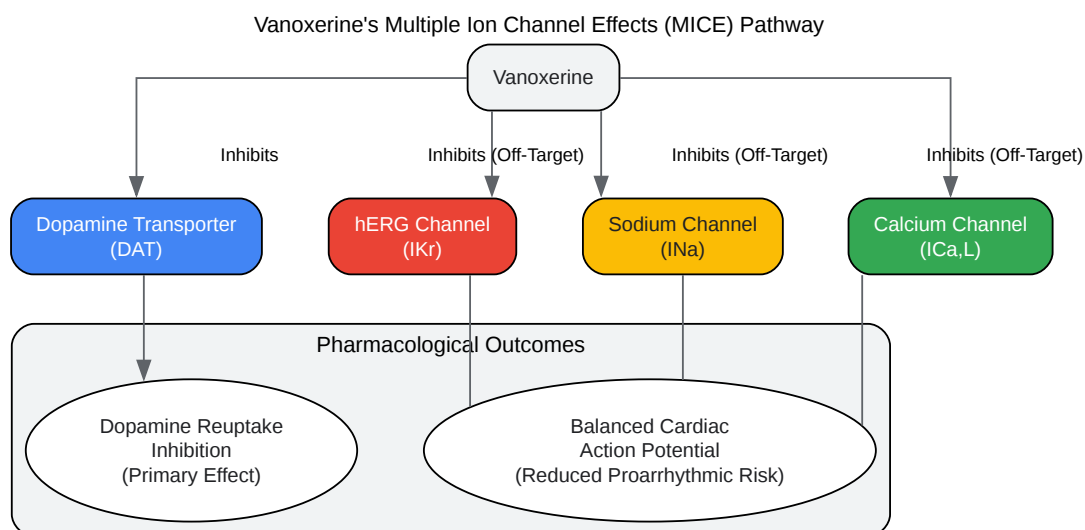 Vanoxerine's Multiple Ion Channel Effects (MICE) Pathway
Vanoxerine
Inhibits
Inhibits (Off-Target)
Inhibits (Off-Target)
Inhibits (Off-Target)
Dopamine Transporter
(DAT)
hERG Channel
(IKr)
Sodium Channel
(INa)
Calcium Channel
(ICa,L)
Pharmacological Outcomes
Dopamine Reuptake
Inhibition
(Primary Effect)
Balanced Cardiac
Action Potential
(Reduced Proarrhythmic Risk)